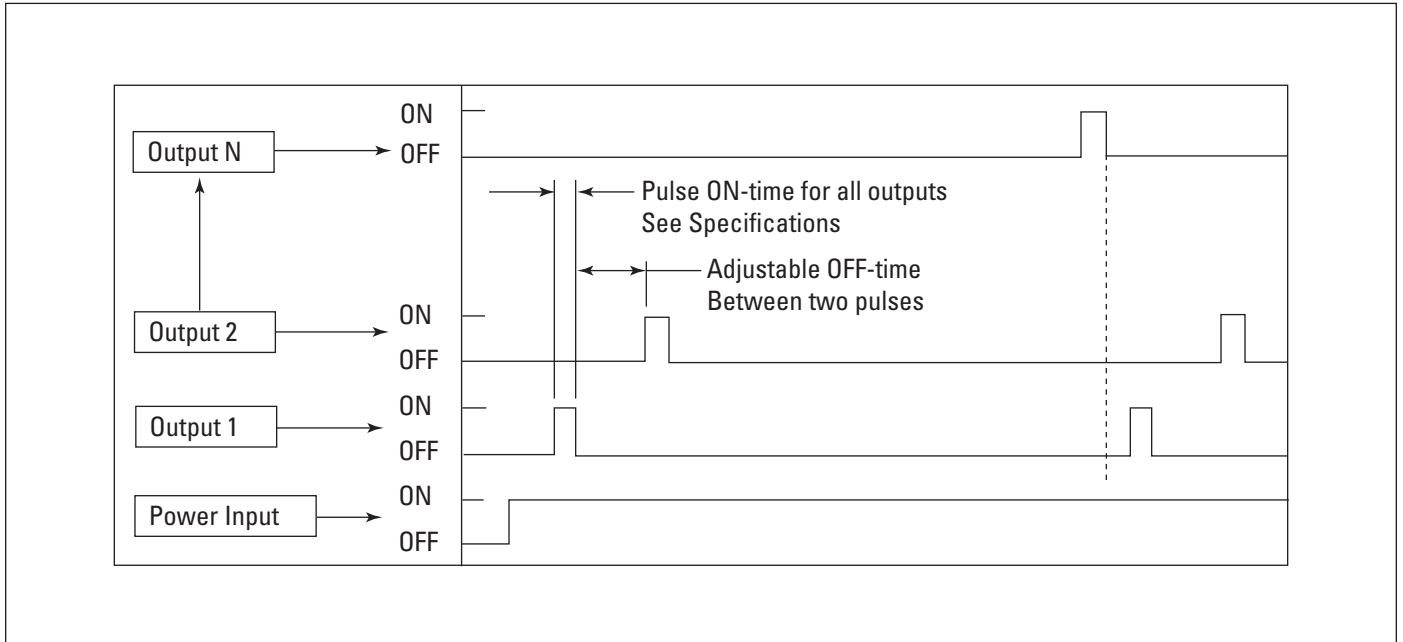 ON
Output N
OFF
Pulse ON-time for all outputs
See Specifications
Adjustable OFF-time
Between two pulses
ON
Output 2
OFF
ON
Output 1
OFF
ON
Power Input
OFF